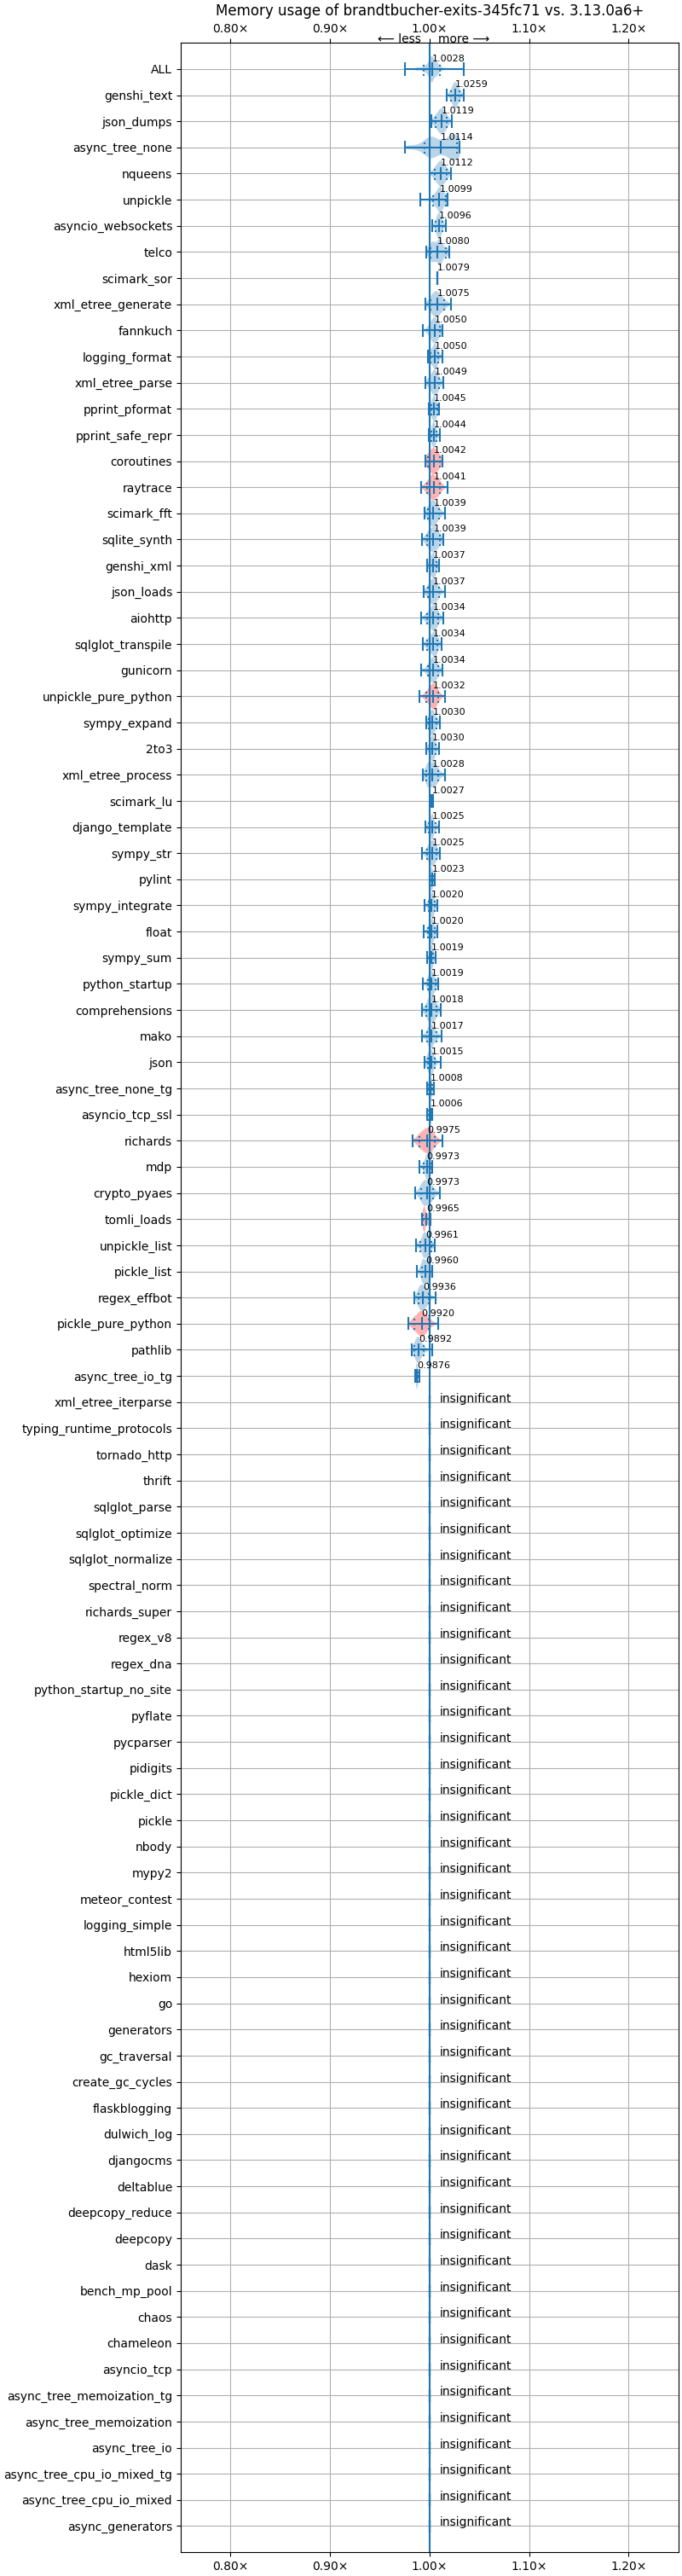 Memory usage of brandtbucher-exits-345fc71 vs. 3.13.0a6+
0.80× 0.90× 1.00× 1.10× 1.20×
⟵ less more ⟶
ALL 1.0028
genshi_text 1.0259
json_dumps 1.0119
async_tree_none 1.0114
nqueens 1.0112
unpickle 1.0099
asyncio_websockets 1.0096
telco 1.0080
scimark_sor 1.0079
xml_etree_generate 1.0075
fannkuch 1.0050
logging_format 1.0050
xml_etree_parse 1.0049
pprint_pformat 1.0045
pprint_safe_repr 1.0044
coroutines 1.0042
raytrace 1.0041
scimark_fft 1.0039
sqlite_synth 1.0039
genshi_xml 1.0037
json_loads 1.0037
aiohttp 1.0034
sqlglot_transpile 1.0034
gunicorn 1.0034
unpickle_pure_python 1.0032
sympy_expand 1.0030
2to3 1.0030
xml_etree_process 1.0028
scimark_lu 1.0027
django_template 1.0025
sympy_str 1.0025
pylint 1.0023
sympy_integrate 1.0020
float 1.0020
sympy_sum 1.0019
python_startup 1.0019
comprehensions 1.0018
mako 1.0017
json 1.0015
async_tree_none_tg 1.0008
asyncio_tcp_ssl 1.0006
richards 0.9975
mdp 0.9973
crypto_pyaes 0.9973
tomli_loads 0.9965
unpickle_list 0.9961
pickle_list 0.9960
regex_effbot 0.9936
pickle_pure_python 0.9920
pathlib 0.9892
async_tree_io_tg 0.9876
xml_etree_iterparse insignificant
typing_runtime_protocols insignificant
tornado_http insignificant
thrift insignificant
sqlglot_parse insignificant
sqlglot_optimize insignificant
sqlglot_normalize insignificant
spectral_norm insignificant
richards_super insignificant
regex_v8 insignificant
regex_dna insignificant
python_startup_no_site insignificant
pyflate insignificant
pycparser insignificant
pidigits insignificant
pickle_dict insignificant
pickle insignificant
nbody insignificant
mypy2 insignificant
meteor_contest insignificant
logging_simple insignificant
html5lib insignificant
hexiom insignificant
go insignificant
generators insignificant
gc_traversal insignificant
create_gc_cycles insignificant
flaskblogging insignificant
dulwich_log insignificant
djangocms insignificant
deltablue insignificant
deepcopy_reduce insignificant
deepcopy insignificant
dask insignificant
bench_mp_pool insignificant
chaos insignificant
chameleon insignificant
asyncio_tcp insignificant
async_tree_memoization_tg insignificant
async_tree_memoization insignificant
async_tree_io insignificant
async_tree_cpu_io_mixed_tg insignificant
async_tree_cpu_io_mixed insignificant
async_generators insignificant
0.80× 0.90× 1.00× 1.10× 1.20×